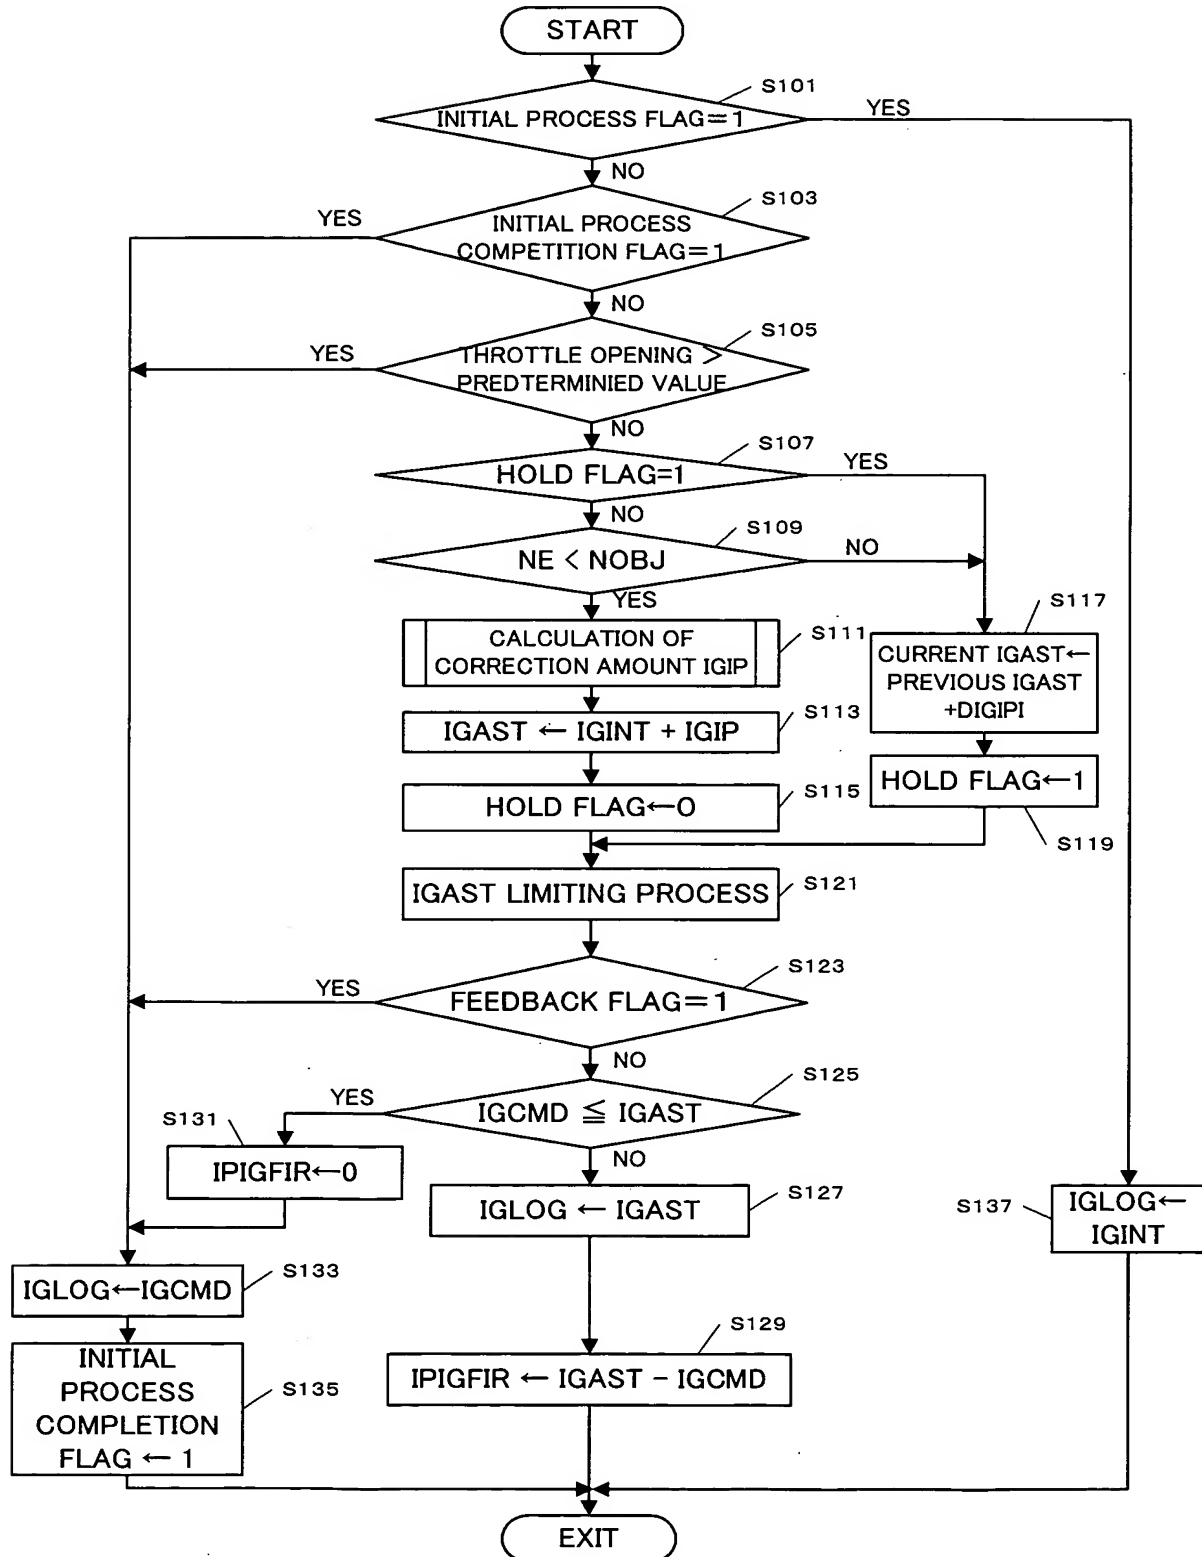 START
S101
INITIAL PROCESS FLAG=1
YES
NO
S103
YES
INITIAL PROCESS
COMPETITION FLAG=1
NO
S105
YES
THROTTLE OPENING >
PREDTERMINIED VALUE
NO
S107
HOLD FLAG=1
YES
NO
S109
NE < NOBJ
NO
YES
S117
CALCULATION OF
CORRECTION AMOUNT IGIP
S111
CURRENT IGAST←
PREVIOUS IGAST
+DIGIPI
IGAST ← IGINT + IGIP
S113
HOLD FLAG←1
HOLD FLAG←0
S115
S119
IGAST LIMITING PROCESS
S121
S123
YES
FEEDBACK FLAG=1
NO
S125
YES
IGCMD ≦ IGAST
S131
NO
IPIGFIR←0
IGLOG ← IGAST
S127
S137
IGLOG←
IGINT
IGLOG←IGCMD
S133
S129
INITIAL
PROCESS
COMPLETION
FLAG ← 1
S135
IPIGFIR ← IGAST - IGCMD
EXIT